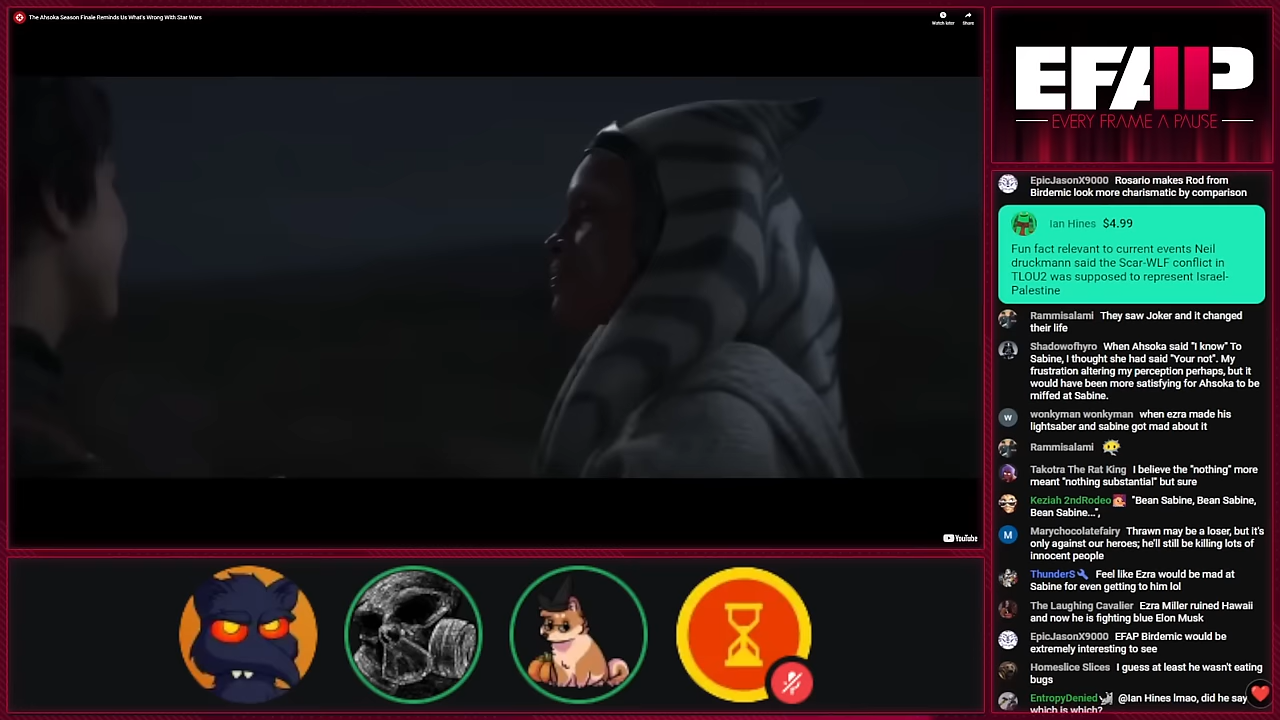 The Ahsoka Season Finale Reminds Us What's Wrong With Star Wars
Watch later
Share
YouTube
EFAP
EVERY FRAME A PAUSE
EpicJasonX9000 Rosario makes Rod from
Birdemic look more charismatic by comparison
Ian Hines $4.99
Fun fact relevant to current events Neil
druckmann said the Scar-WLF conflict in
TLOU2 was supposed to represent Israel-
Palestine
Rammisalami They saw Joker and it changed
their life
Shadowofhyro When Ahsoka said "I know" To
Sabine, I thought she had said "Your not". My
frustration altering my perception perhaps, but it
would have been more satisfying for Ahsoka to be
miffed at Sabine.
W
wonkyman wonkyman when ezra made his
lightsaber and sabine got mad about it
Rammisalami
Takotra The Rat King I believe the "nothing" more
meant "nothing substantial" but sure
Keziah 2ndRodeo "Bean Sabine, Bean Sabine,
Bean Sabine...",
M
Marychocolatefairy Thrawn may be a loser, but it's
only against our heroes; he'll still be killing lots of
innocent people
ThunderS Feel like Ezra would be mad at
Sabine for even getting to him lol
The Laughing Cavalier Ezra Miller ruined Hawaii
and now he is fighting blue Elon Musk
EpicJasonX9000 EFAP Birdemic would be
extremely interesting to see
Homeslice Slices I guess at least he wasn't eating
bugs
EntropyDenied @Ian Hines lmao, did he say
which is which?